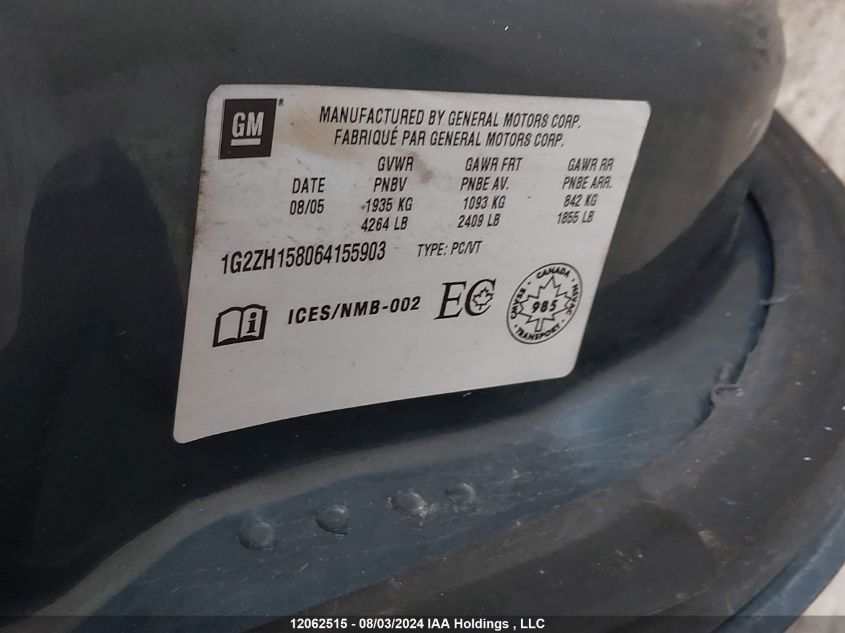 GM®
MANUFACTURED BY GENERAL MOTORS CORP.
FABRIQUÉ PAR GENERAL MOTORS CORP.
GVWR GAWR FRT GAWR RR
DATE PNBV PNBE AV. PNBE ARR.
08/05 1935 KG 1093 KG 842 KG
4264 LB 2409 LB 1855 LB
1G2ZH158064155903 TYPE: PC/VT
i ICES/NMB-002 EC
CANADA
985
TRANSPORT
12062515 - 08/03/2024 IAA Holdings , LLC